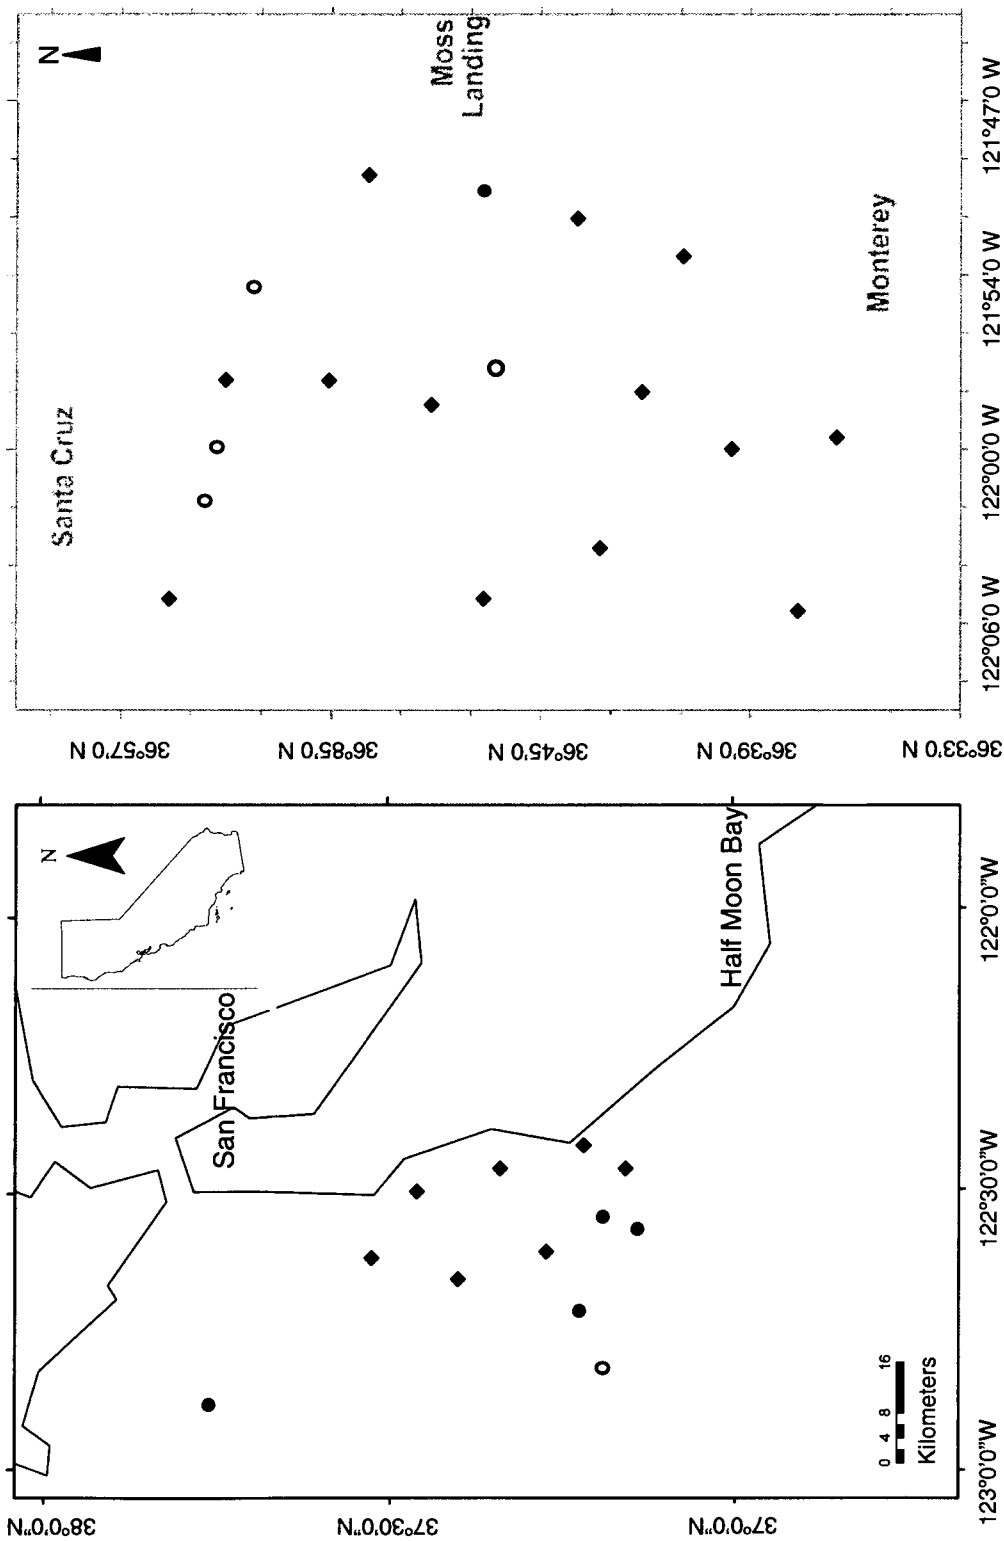 N
San Francisco
Half Moon Bay
0 4 8 16
Kilometers
38°0'0"N
37°30'0"N
37°0'0"N
123°0'0"W
122°30'0"W
122°0'0"W
N
Santa Cruz
Moss
Landing
Monterey
36°57'0 N
36°85'0 N
36°45'0 N
36°39'0 N
36°33'0 N
122°06'0 W
122°00'0 W
121°54'0 W
121°47'0 W